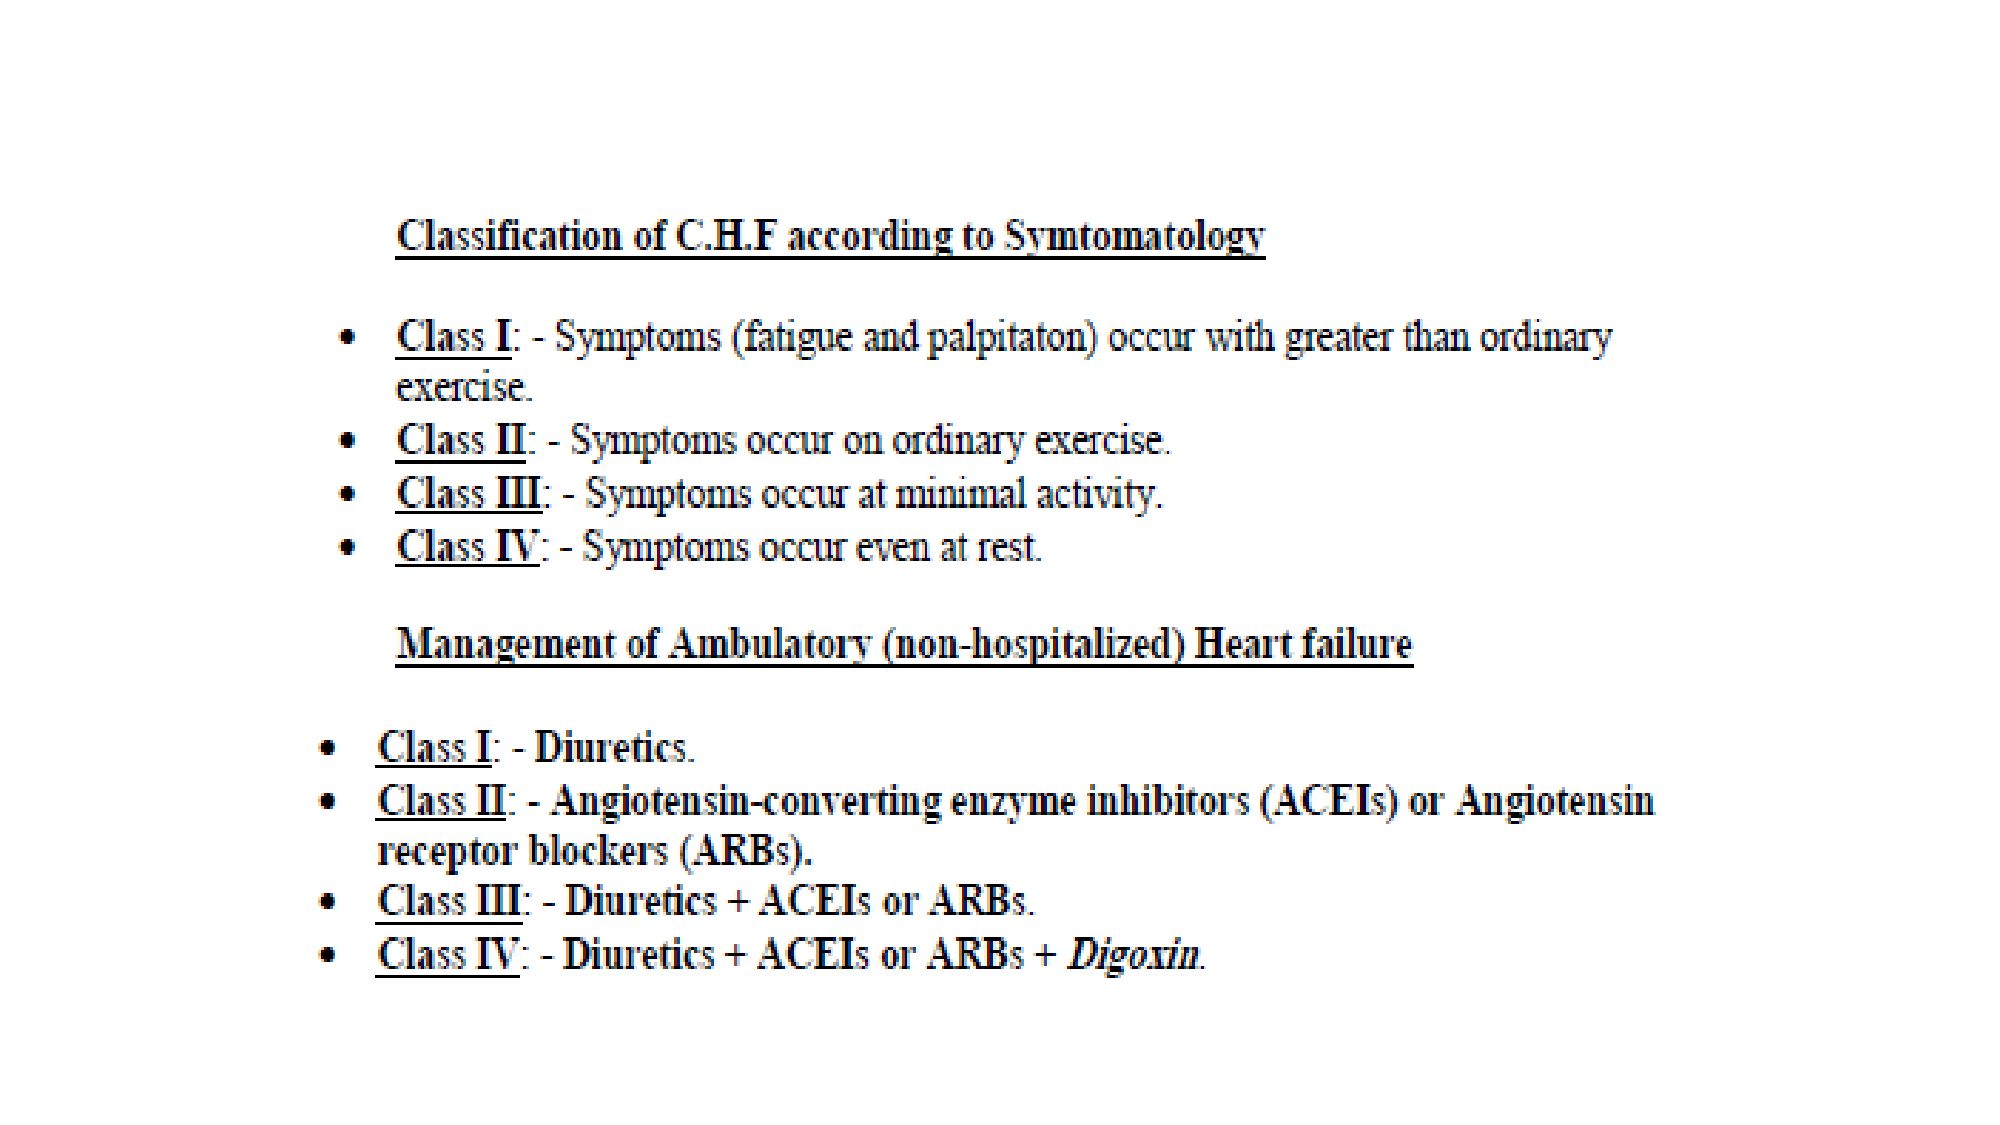 Classification of C.H.F according to Symtomatology
• Class I: - Symptoms (fatigue and palpitaton) occur with greater than ordinary
exercise.
• Class II: - Symptoms occur on ordinary exercise.
• Class III: - Symptoms occur at minimal activity.
• Class IV: - Symptoms occur even at rest.
Management of Ambulatory (non-hospitalized) Heart failure
• Class I: - Diuretics.
• Class II: - Angiotensin-converting enzyme inhibitors (ACEIs) or Angiotensin
receptor blockers (ARBs).
• Class III: - Diuretics + ACEIs or ARBs.
• Class IV: - Diuretics + ACEIs or ARBs + Digoxin.